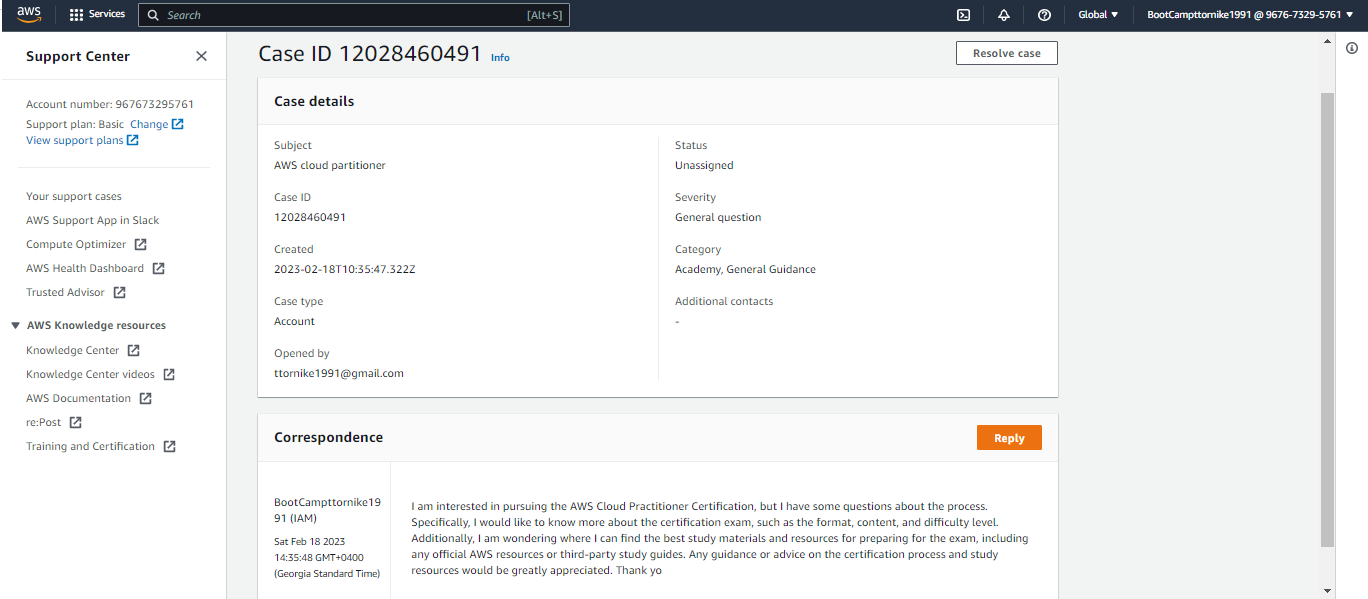 aws
Services
Search
[Alt+S]
Global
BootCampttornike1991 @ 9676-7329-5761
Support Center
Account number: 967673295761
Support plan: Basic Change
View support plans
Your support cases
AWS Support App in Slack
Compute Optimizer
AWS Health Dashboard
Trusted Advisor
AWS Knowledge resources
Knowledge Center
Knowledge Center videos
AWS Documentation
re:Post
Training and Certification
Case ID 12028460491 Info
Resolve case
Case details
Subject
AWS cloud partitioner
Case ID
12028460491
Created
2023-02-18T10:35:47.322Z
Case type
Account
Opened by
ttornike1991@gmail.com
Status
Unassigned
Severity
General question
Category
Academy, General Guidance
Additional contacts
-
Correspondence
Reply
BootCampttornike19
91 (IAM)
Sat Feb 18 2023
14:35:48 GMT+0400
(Georgia Standard Time)
I am interested in pursuing the AWS Cloud Practitioner Certification, but I have some questions about the process.
Specifically, I would like to know more about the certification exam, such as the format, content, and difficulty level.
Additionally, I am wondering where I can find the best study materials and resources for preparing for the exam, including
any official AWS resources or third-party study guides. Any guidance or advice on the certification process and study
resources would be greatly appreciated. Thank yo